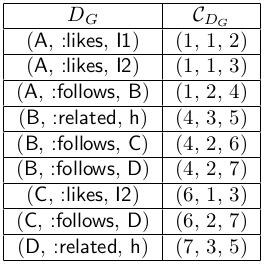 D_G C_{D_G}
(A, :likes, I1) (1, 1, 2)
(A, :likes, I2) (1, 1, 3)
(A, :follows, B) (1, 2, 4)
(B, :related, h) (4, 3, 5)
(B, :follows, C) (4, 2, 6)
(B, :follows, D) (4, 2, 7)
(C, :likes, I2) (6, 1, 3)
(C, :follows, D) (6, 2, 7)
(D, :related, h) (7, 3, 5)